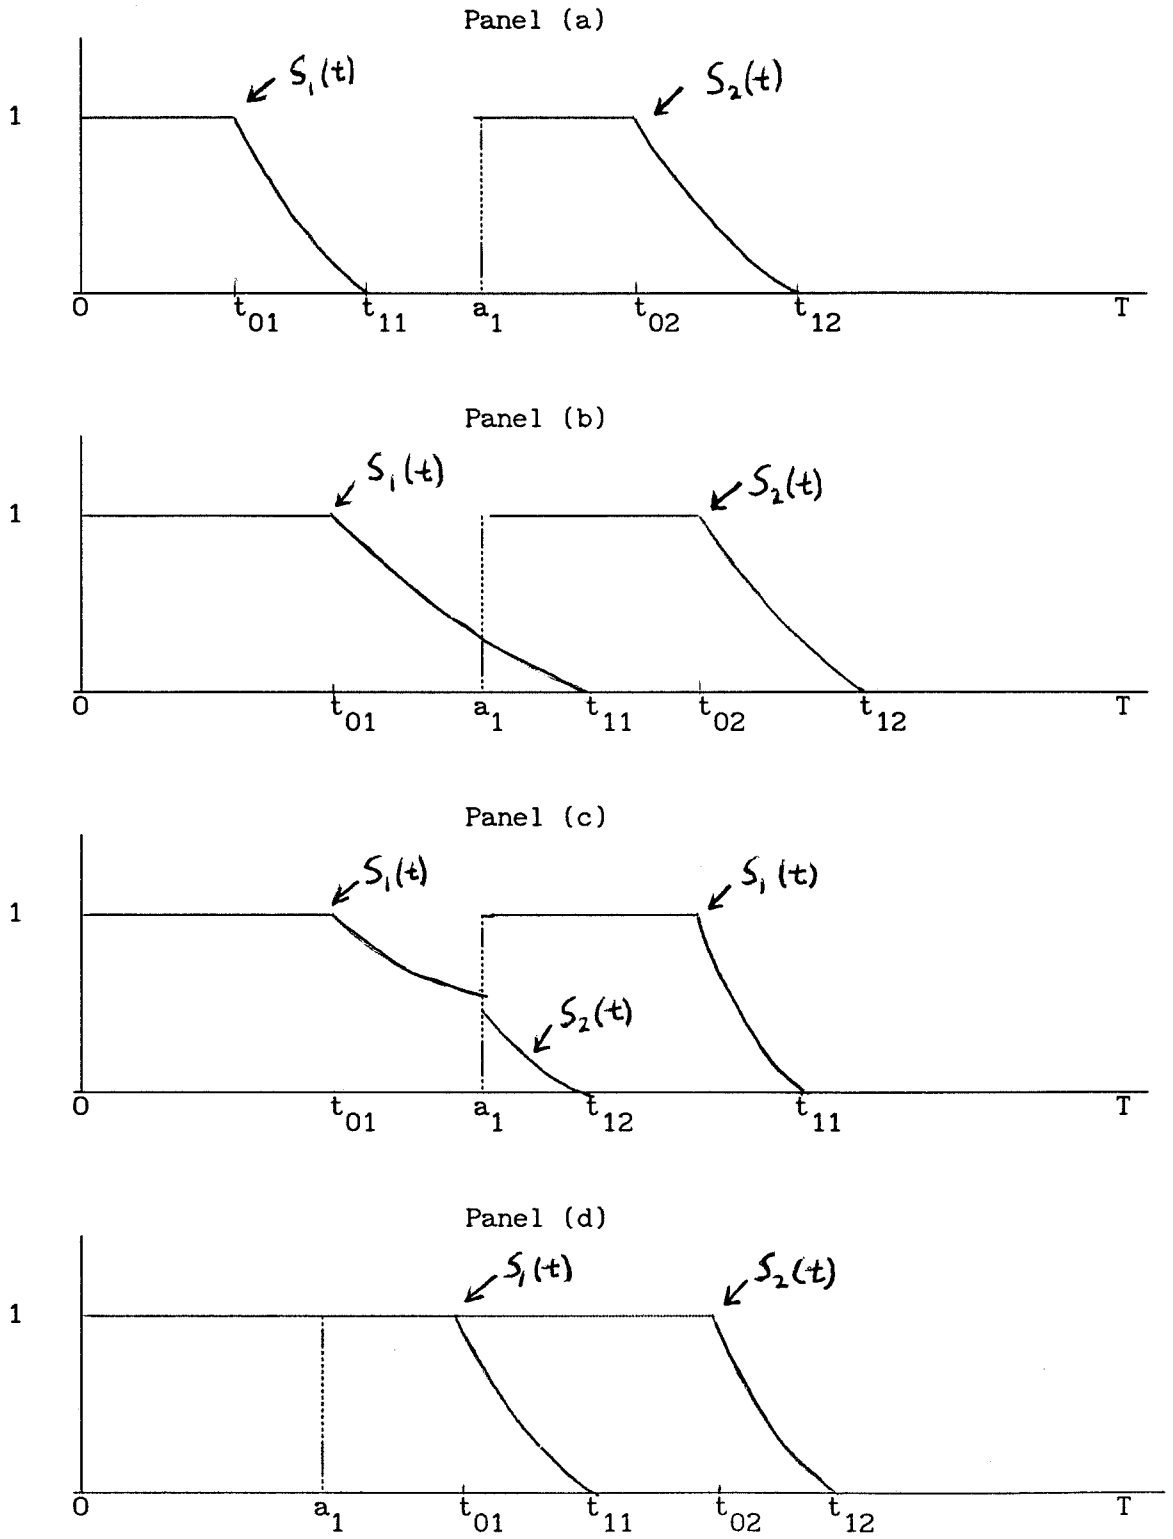 Panel (a)
S₁(t) S₂(t)
1
0 t₀₁ t₁₁ a₁ t₀₂ t₁₂ T
Panel (b)
S₁(t) S₂(t)
1
0 t₀₁ a₁ t₁₁ t₀₂ t₁₂ T
Panel (c)
S₁(t) S₁(t)
1
S₂(t)
0 t₀₁ a₁ t₁₂ t₁₁ T
Panel (d)
S₁(t) S₂(t)
1
0 a₁ t₀₁ t₁₁ t₀₂ t₁₂ T